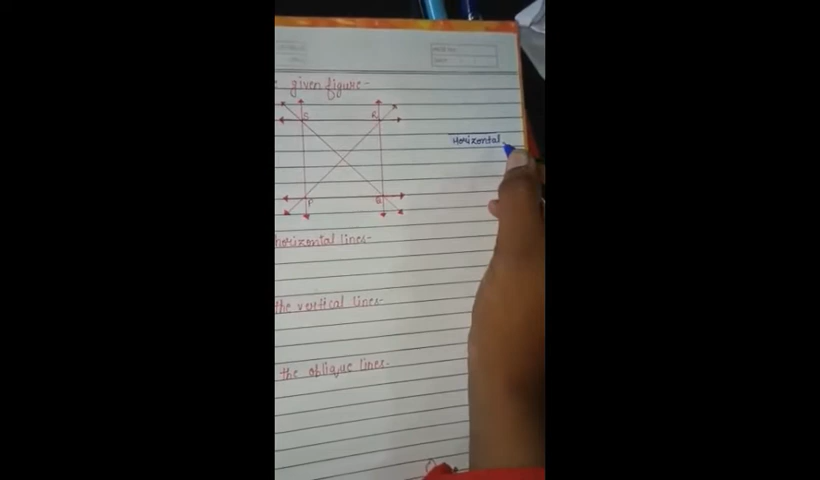 given figure-
S
R
Horizontal
P
Q
horizontal lines-
the vertical lines-
the oblique lines-